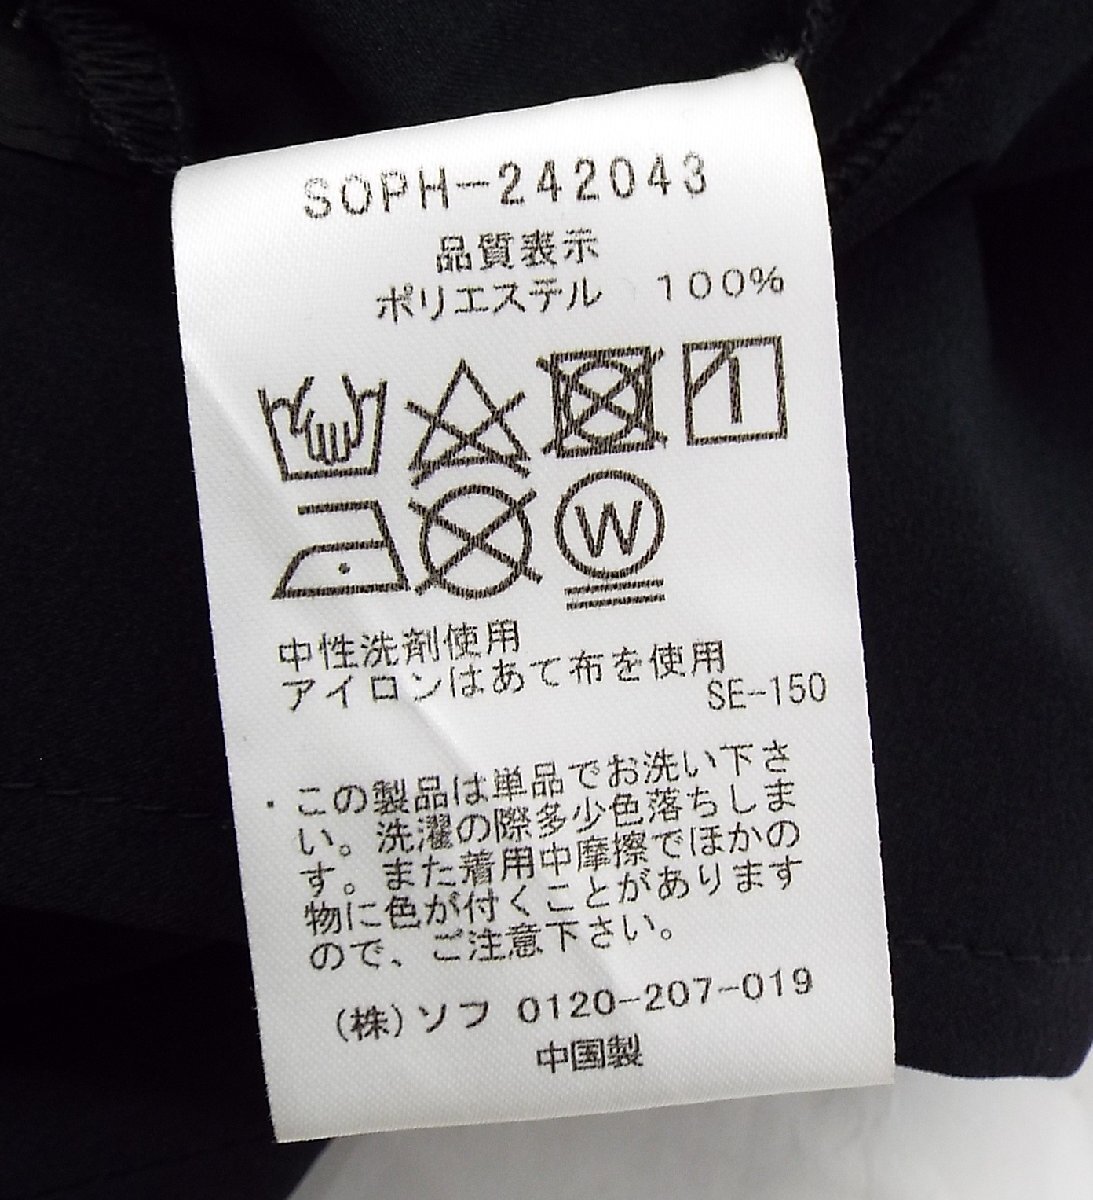 SOPH-242043
品質表示
ポリエステル 100%
W
中性洗剤使用
アイロンはあて布を使用
SE-150
・この製品は単品でお洗い下さ
い。洗濯の際多少色落ちしま
す。また着用中摩擦でほかの
物に色が付くことがあります
ので、ご注意下さい。
(株)ソフ 0120-207-019
中国製